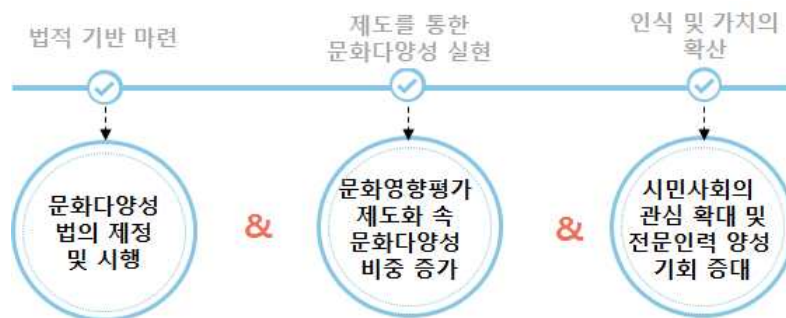 법적 기반 마련
제도를 통한
문화다양성 실현
인식 및 가치의
확산
문화다양성
법의 제정
및 시행
&
문화영향평가
제도화 속
문화다양성
비중 증가
&
시민사회의
관심 확대 및
전문인력 양성
기회 증대